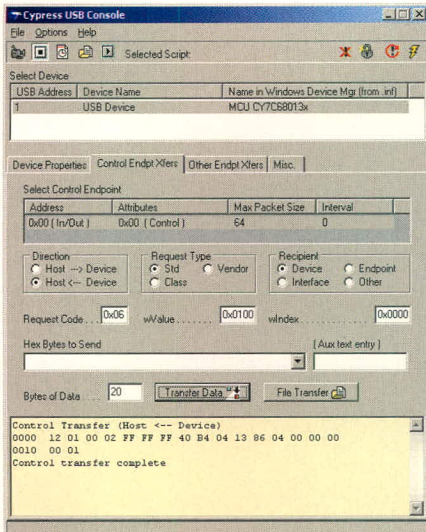 Cypress USB Console
File Options Help
Selected Script:
Select Device
USB Address Device Name Name in Windows Device Mgr (from .inf)
1 USB Device MCU CY7C68013x
Device Properties Control Endpt Xfers Other Endpt Xfers Misc.
Select Control Endpoint
Address Attributes Max Packet Size Interval
0x00 ( In/Out ) 0x00 ( Control ) 64 0
Direction Request Type Recipient
Host --> Device Std Vendor Device Endpoint
Host <-- Device Class Interface Other
Request Code . . . 0x06 wValue . . . . . . . 0x0100 wIndex . . . . . . . . 0x0000
Hex Bytes to Send [ Aux text entry ]
Bytes of Data . . . . 20 Transfer Data File Transfer
Control Transfer (Host <-- Device)
0000 12 01 00 02 FF FF FF 40 B4 04 13 86 04 00 00 00
0010 00 01
Control transfer complete